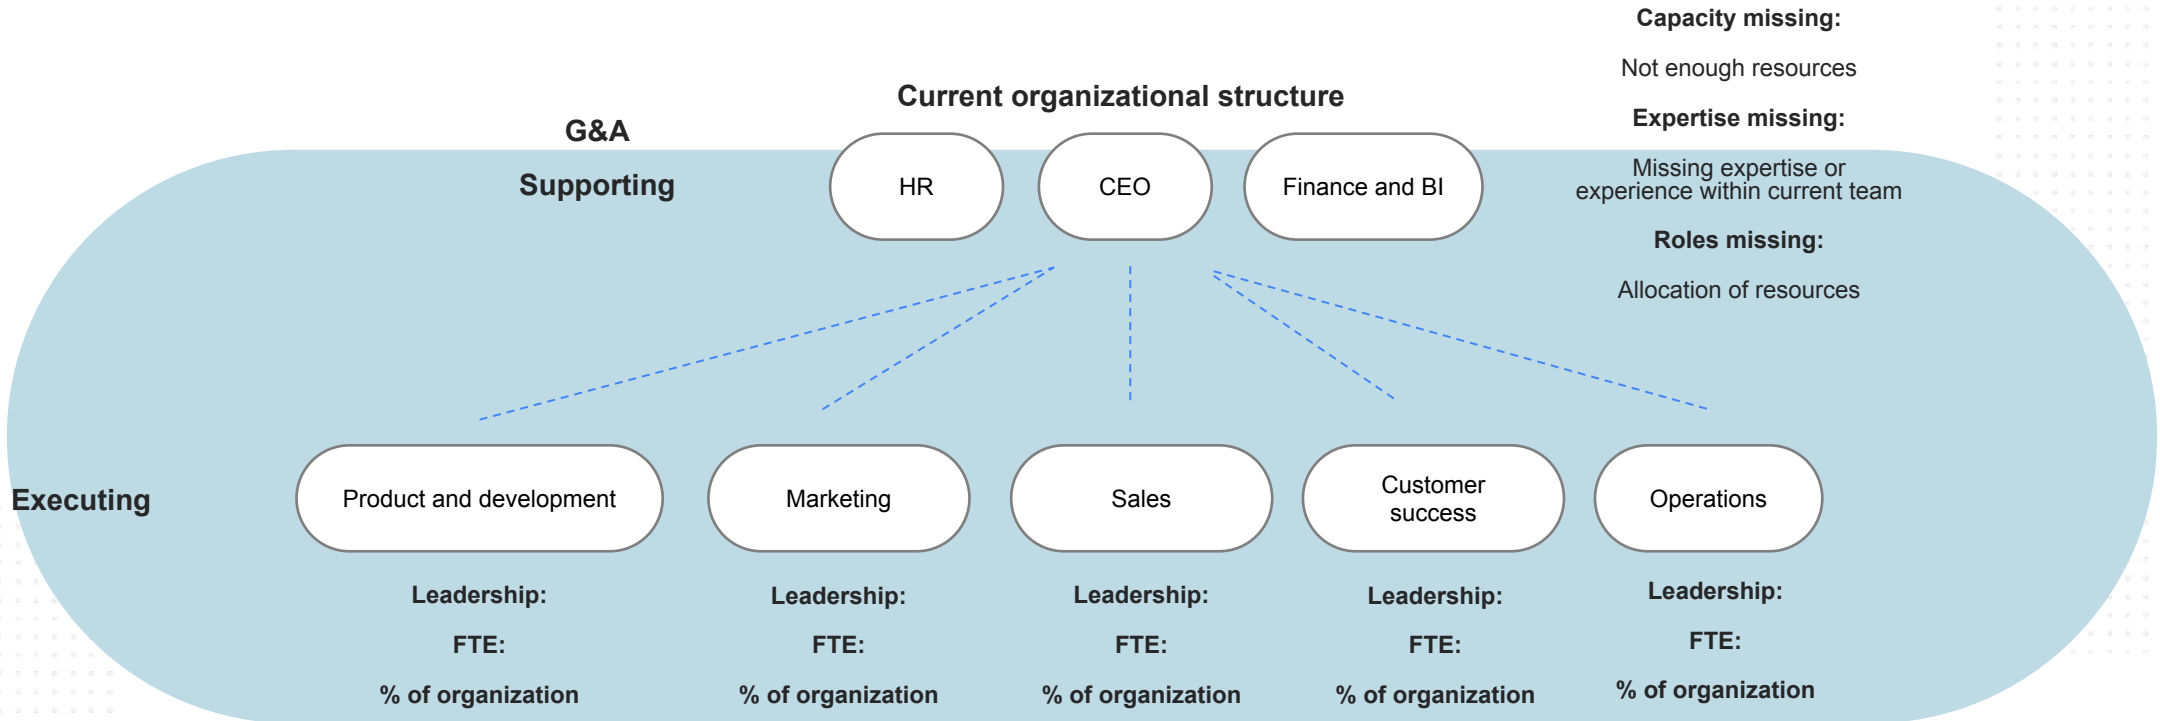 Capacity missing:
Not enough resources
Expertise missing:
Missing expertise or
experience within current team
Roles missing:
Allocation of resources
Current organizational structure
G&A
Supporting
HR
CEO
Finance and BI
Executing
Product and development
Marketing
Sales
Customer
success
Operations
Leadership:
FTE:
% of organization
Leadership:
FTE:
% of organization
Leadership:
FTE:
% of organization
Leadership:
FTE:
% of organization
Leadership:
FTE:
% of organization